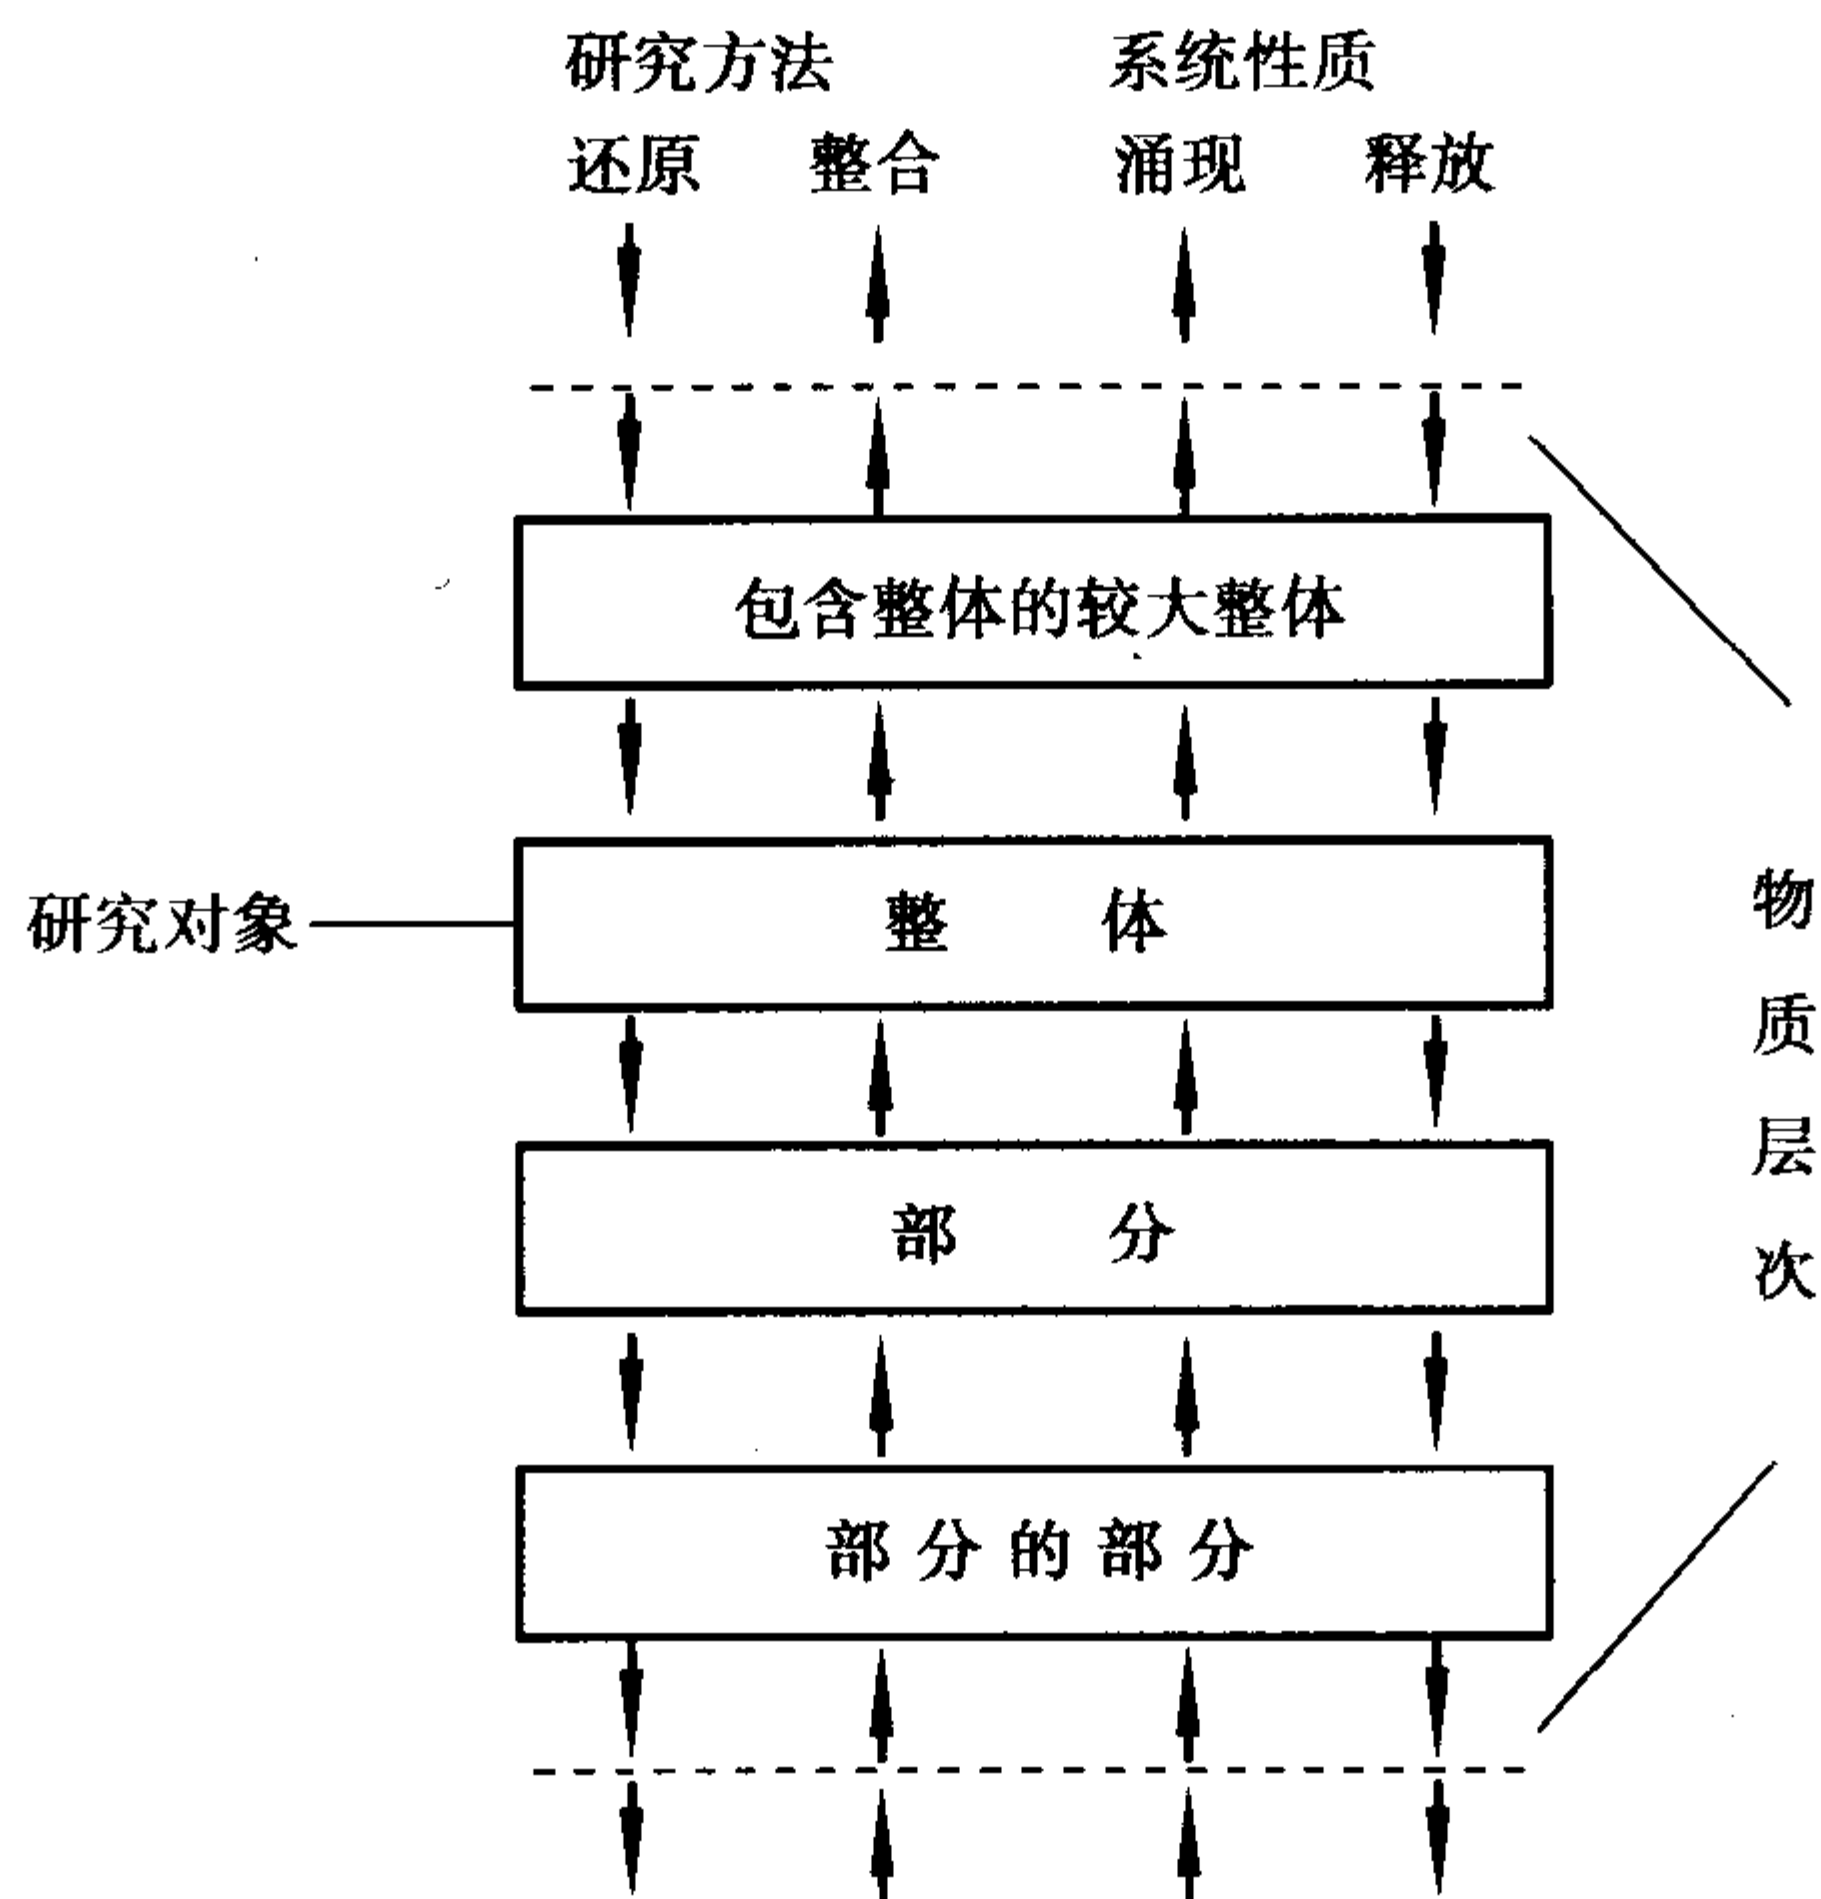 研究方法 系统性质
还原 整合 涌现 释放
包含整体的较大整体
研究对象 整体
部分
部分的部分
物质层次